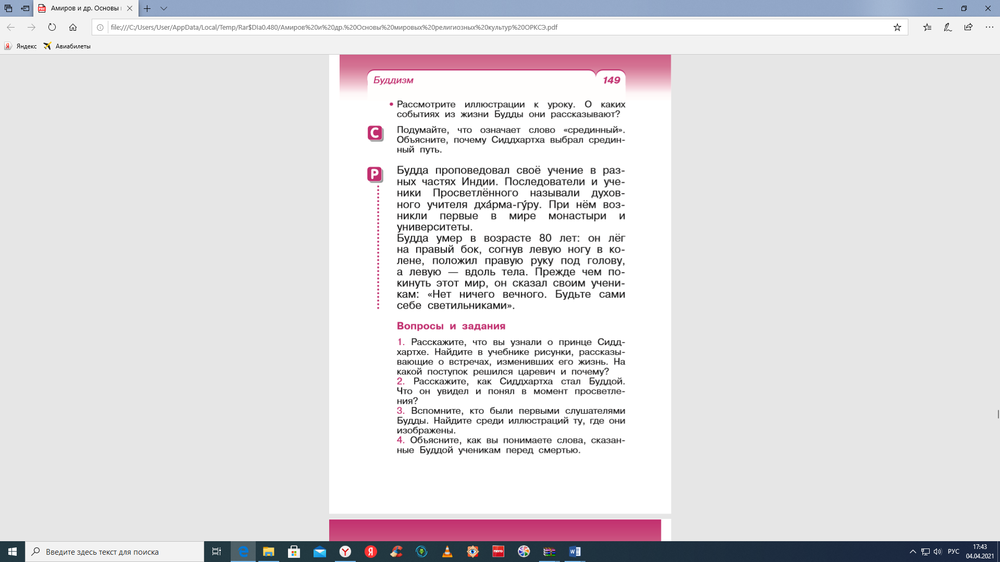 Амиров и др. Основы
file:///C:/Users/User/AppData/Local/Temp/Rar$DIa0.480/Амиров%20и%20др.%20Основы%20мировых%20религиозных%20культур%20ОРКСЭ.pdf
Яндекс
Авиабилеты
Буддизм
149
• Рассмотрите иллюстрации к уроку. О каких
событиях из жизни Будды они рассказывают?
С
Подумайте, что означает слово «срединный».
Объясните, почему Сиддхартха выбрал средин-
ный путь.
Р
Будда проповедовал своё учение в раз-
ных частях Индии. Последователи и уче-
ники Просветлённого называли духов-
ного учителя дха́рма-гу́ру. При нём воз-
никли первые в мире монастыри и
университеты.
Будда умер в возрасте 80 лет: он лёг
на правый бок, согнув левую ногу в ко-
лене, положил правую руку под голову,
а левую — вдоль тела. Прежде чем по-
кинуть этот мир, он сказал своим учени-
кам: «Нет ничего вечного. Будьте сами
себе светильниками».
Вопросы и задания
1. Расскажите, что вы узнали о принце Сидд-
хартхе. Найдите в учебнике рисунки, рассказы-
вающие о встречах, изменивших его жизнь. На
какой поступок решился царевич и почему?
2. Расскажите, как Сиддхартха стал Буддой.
Что он увидел и понял в момент просветле-
ния?
3. Вспомните, кто были первыми слушателями
Будды. Найдите среди иллюстраций ту, где они
изображены.
4. Объясните, как вы понимаете слова, сказан-
ные Буддой ученикам перед смертью.
Введите здесь текст для поиска
РУС
17:43
04.04.2021